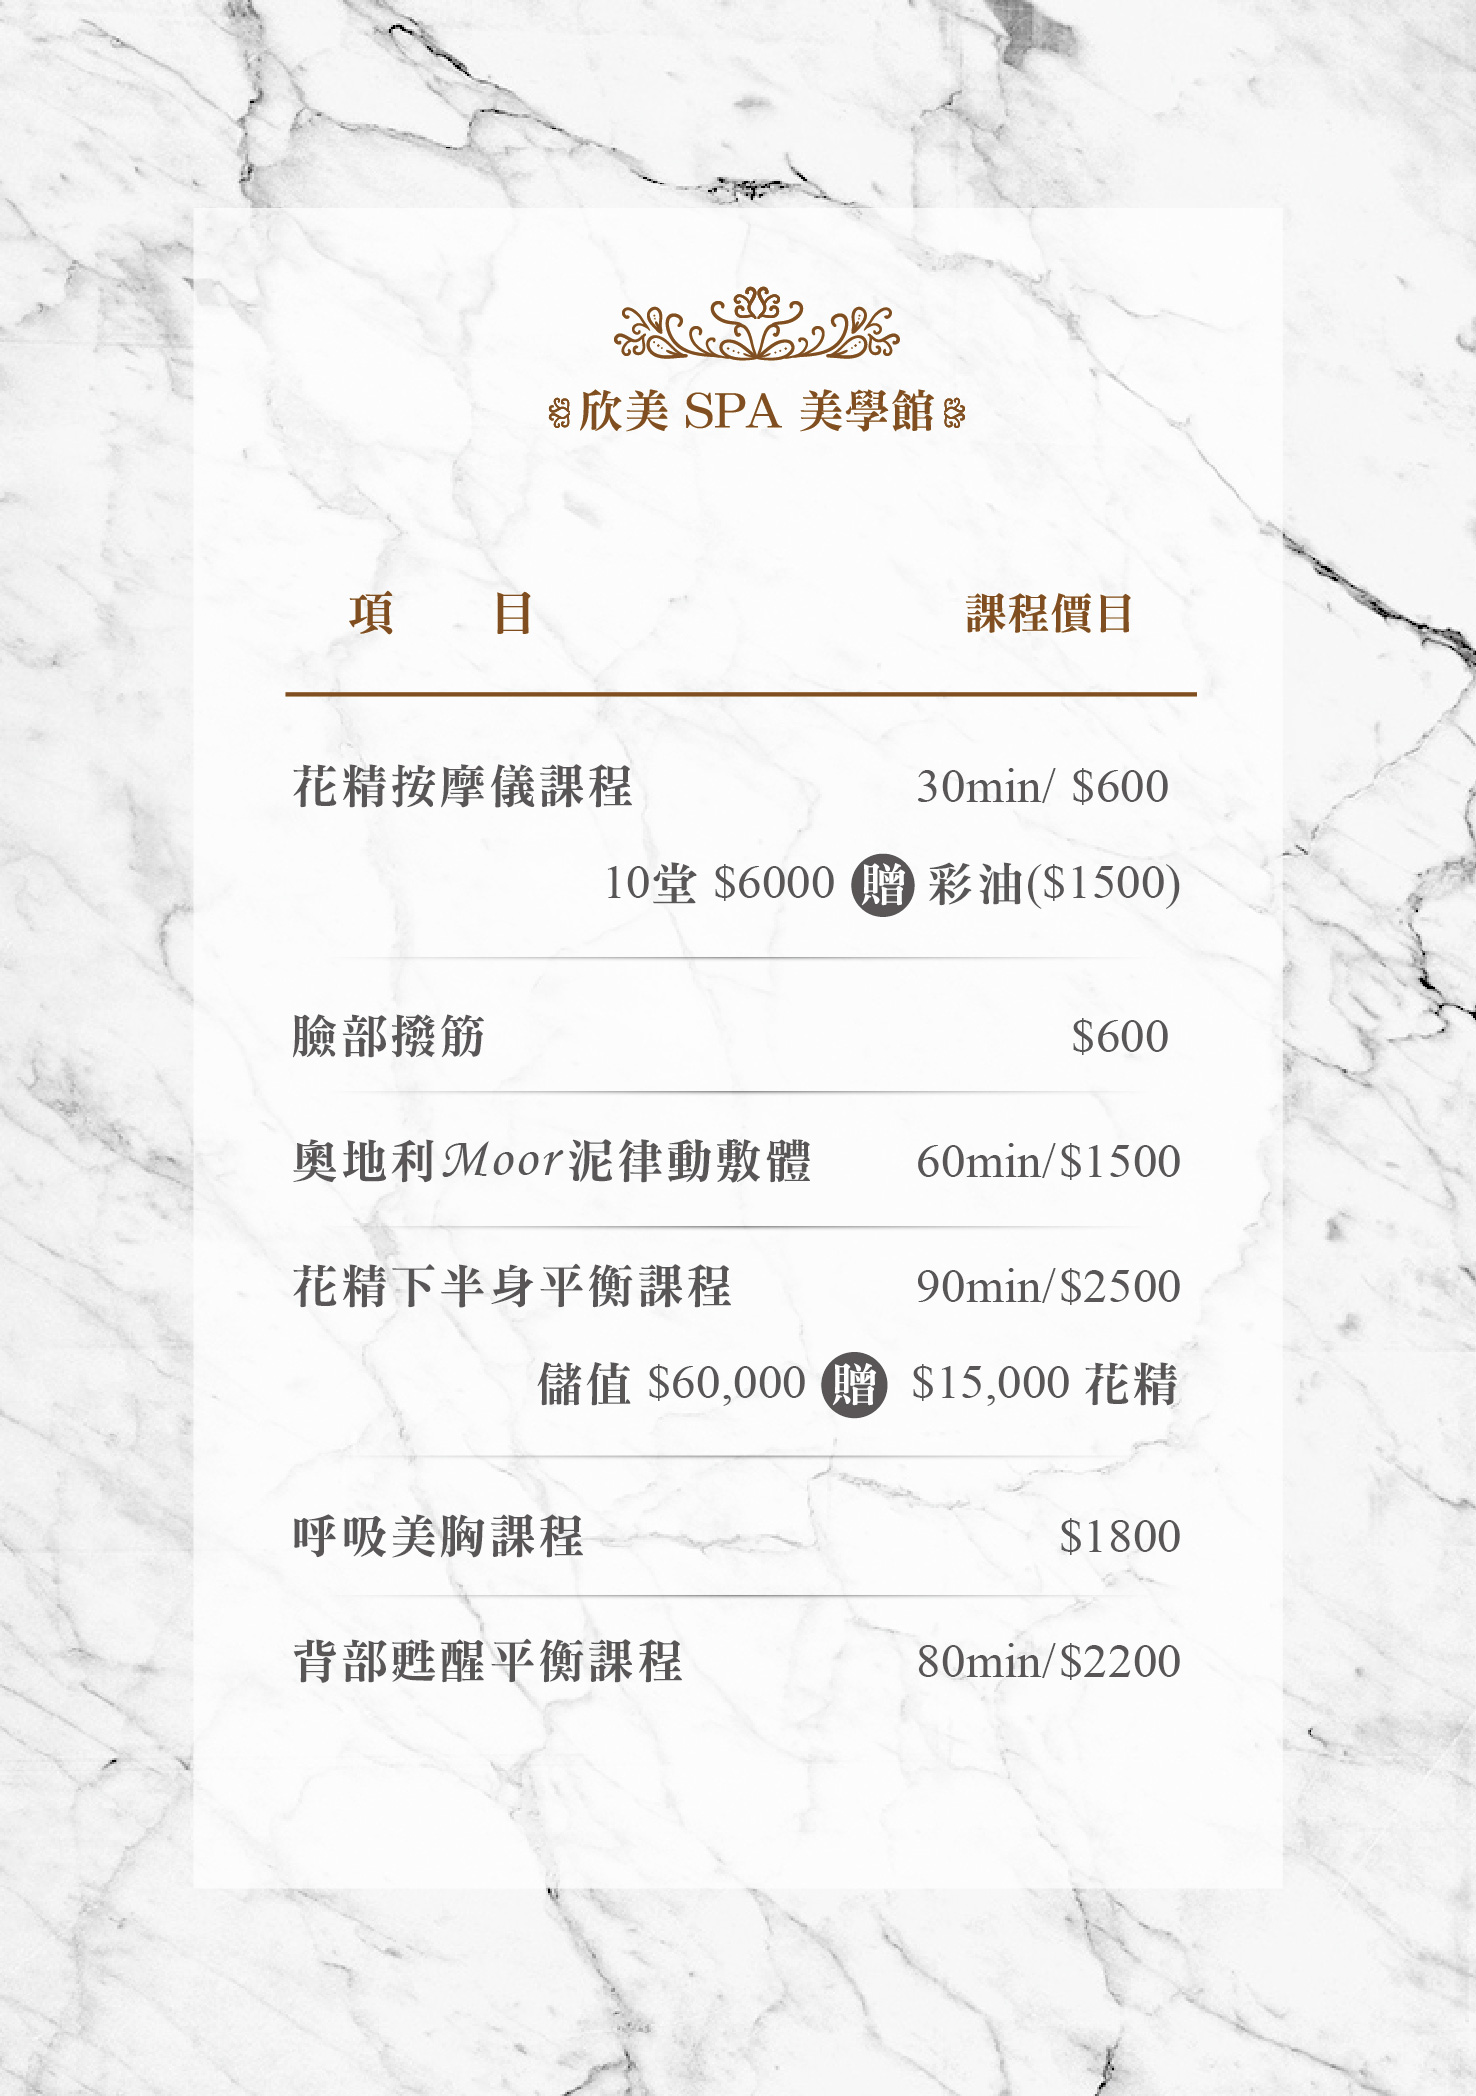 欣美 SPA 美學館
項 目 課程價目
花精按摩儀課程 30min/ $600
10堂 $6000 贈 彩油($1500)
臉部撥筋 $600
奧地利Moor泥律動敷體 60min/$1500
花精下半身平衡課程 90min/$2500
儲值 $60,000 贈 $15,000 花精
呼吸美胸課程 $1800
背部甦醒平衡課程 80min/$2200